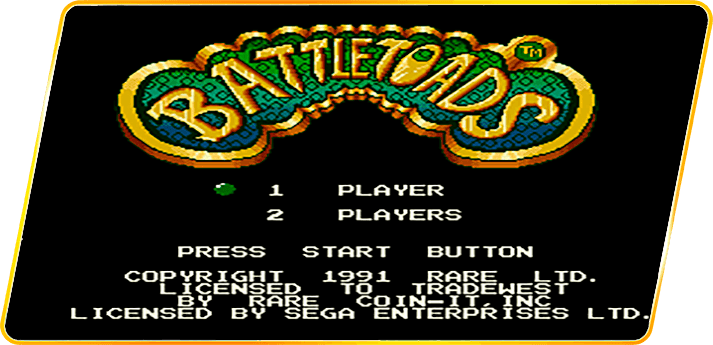 BATTLETOADS TM
1 PLAYER
2 PLAYERS
PRESS START BUTTON
COPYRIGHT 1991 RARE LTD.
LICENSED TO TRADEWEST
BY RARE COIN-IT, INC
LICENSED BY SEGA ENTERPRISES LTD.